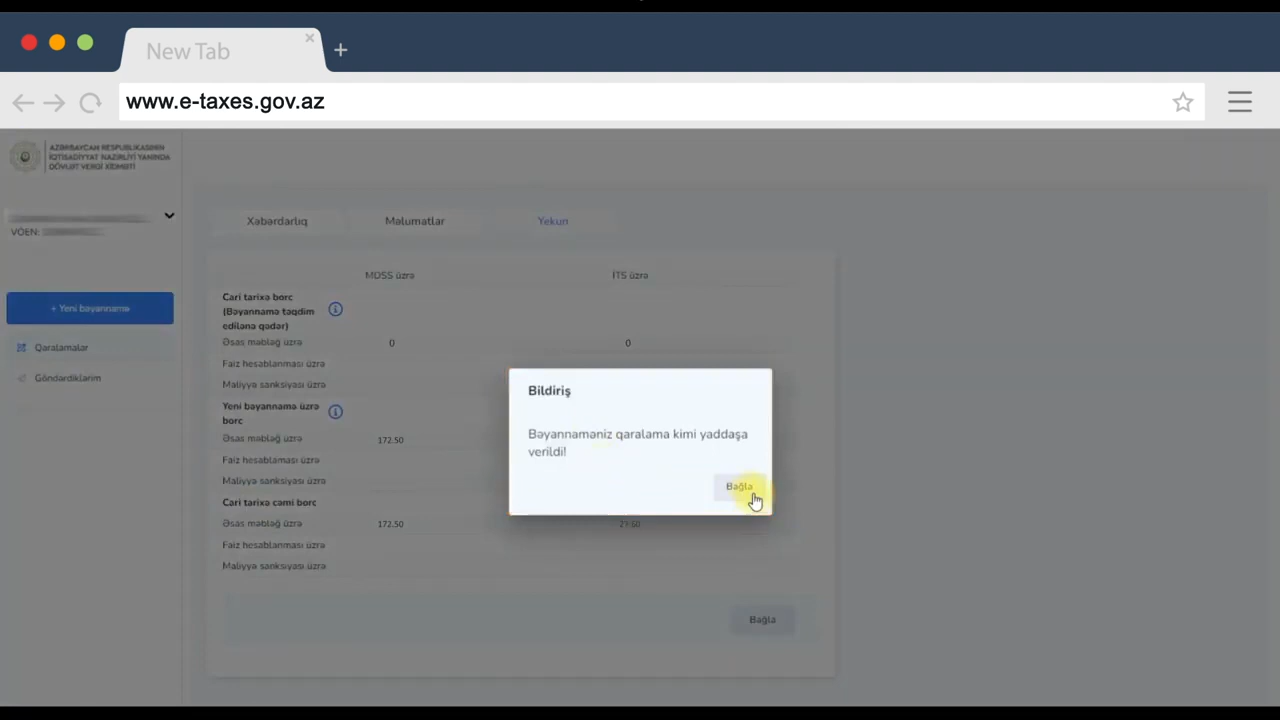 New Tab
www.e-taxes.gov.az
AZƏRBAYCAN RESPUBLİKASININ
İQTİSADİYYAT NAZİRLİYİ YANINDA
DÖVLƏT VERGİ XİDMƏTİ
VÖEN:
+ Yeni bəyannamə
Qaralamalar
Göndərdiklərim
Xəbərdarlıq
Məlumatlar
Yekun
MDSS üzrə
İTS üzrə
Cari tarixə borc
(Bəyannamə təqdim
edilənə qədər)
Əsas məbləğ üzrə 0 0
Faiz hesablanması üzrə
Maliyyə sanksiyası üzrə
Yeni bəyannamə üzrə
borc
Əsas məbləğ üzrə 172.50
Faiz hesablaması üzrə
Maliyyə sanksiyası üzrə
Cari tarixə cəmi borc
Əsas məbləğ üzrə 172.50
Faiz hesablanması üzrə
Maliyyə sanksiyası üzrə
Bağla
Bildiriş
Bəyannaməniz qaralama kimi yaddaşa
verildi!
Bağla